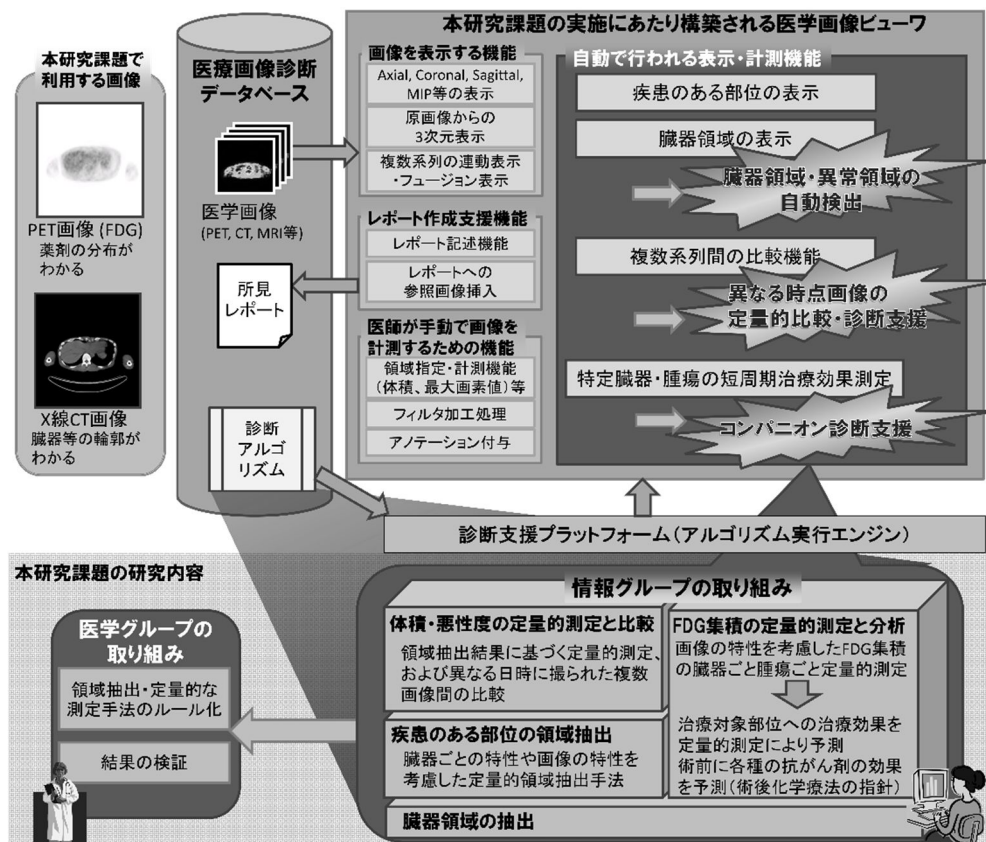 本研究課題で
利用する画像
PET画像 (FDG)
薬剤の分布が
わかる
X線CT画像
臓器等の輪郭が
わかる
医療画像診断
データベース
医学画像
(PET, CT, MRI等)
所見
レポート
診断
アルゴ
リズム
本研究課題の実施にあたり構築される医学画像ビューワ
画像を表示する機能
Axial, Coronal, Sagittal,
MIP等の表示
原画像からの
3次元表示
複数系列の連動表示
・フュージョン表示
レポート作成支援機能
レポート記述機能
レポートへの
参照画像挿入
医師が手動で画像を
計測するための機能
領域指定・計測機能
(体積、最大画素値)等
フィルタ加工処理
アノテーション付与
自動で行われる表示・計測機能
疾患のある部位の表示
臓器領域の表示
臓器領域・異常領域の
自動検出
複数系列間の比較機能
異なる時点画像の
定量的比較・診断支援
特定臓器・腫瘍の短周期治療効果測定
コンパニオン診断支援
診断支援プラットフォーム(アルゴリズム実行エンジン)
本研究課題の研究内容
医学グループの
取り組み
領域抽出・定量的な
測定手法のルール化
結果の検証
情報グループの取り組み
体積・悪性度の定量的測定と比較
領域抽出結果に基づく定量的測定、
および異なる日時に撮られた複数
画像間の比較
疾患のある部位の領域抽出
臓器ごとの特性や画像の特性を
考慮した定量的領域抽出手法
FDG集積の定量的測定と分析
画像の特性を考慮したFDG集積
の臓器ごと腫瘍ごと定量的測定
治療対象部位への治療効果を
定量的測定により予測
術前に各種の抗がん剤の効果
を予測(術後化学療法の指針)
臓器領域の抽出